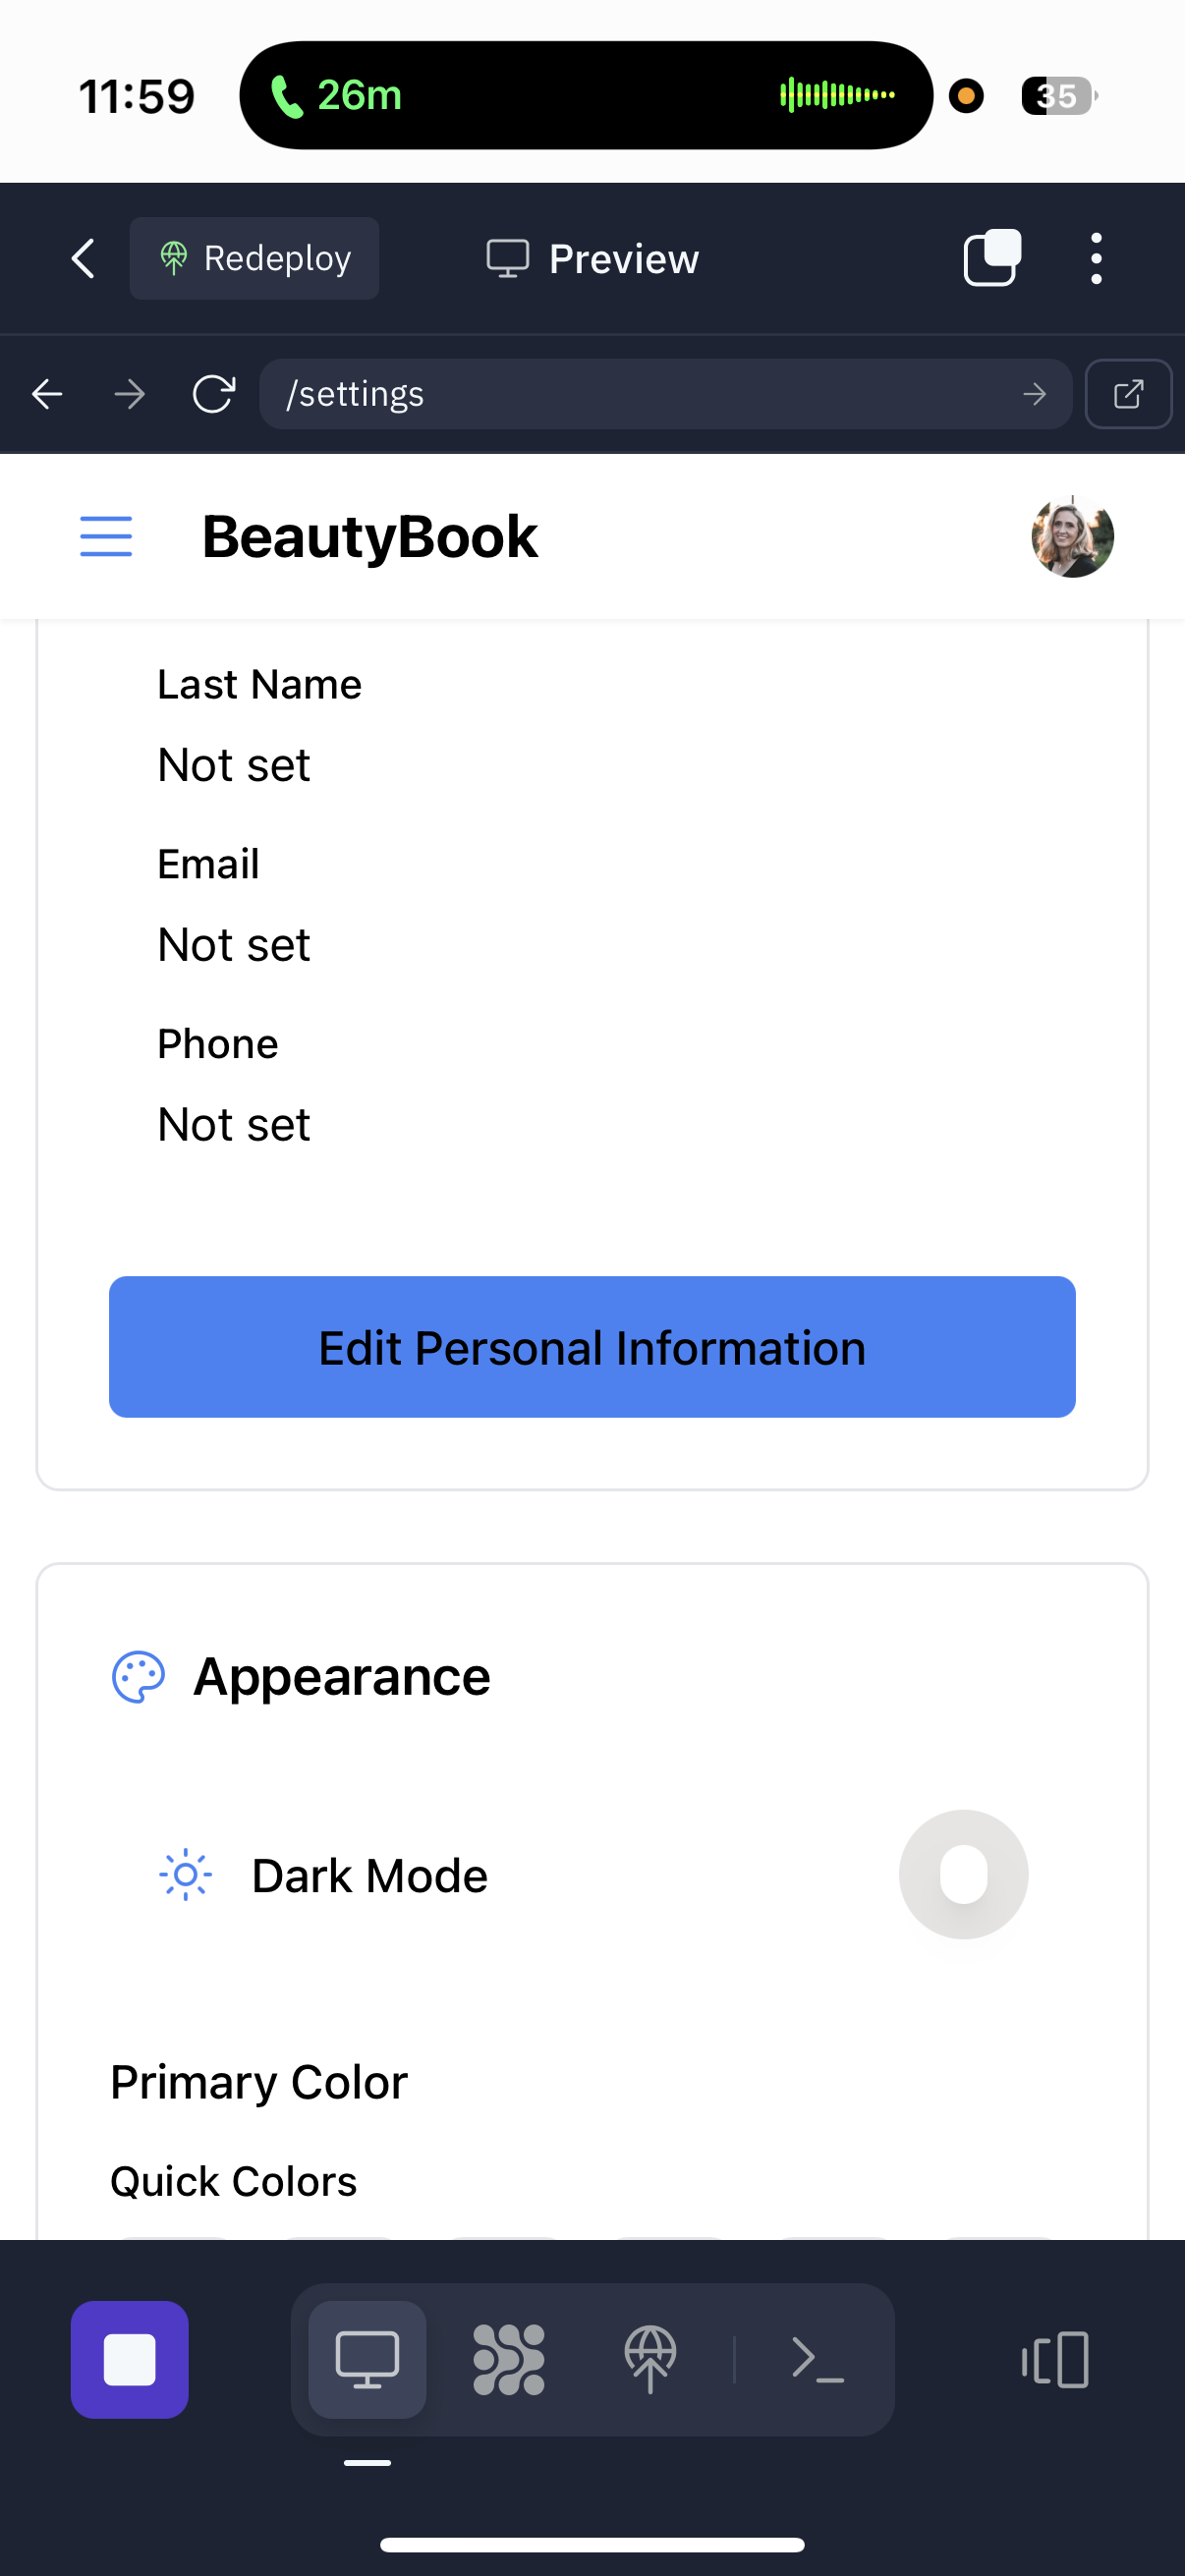 11:59
26m
35
Redeploy
Preview
/settings
BeautyBook
Last Name
Not set
Email
Not set
Phone
Not set
Edit Personal Information
Appearance
Dark Mode
Primary Color
Quick Colors